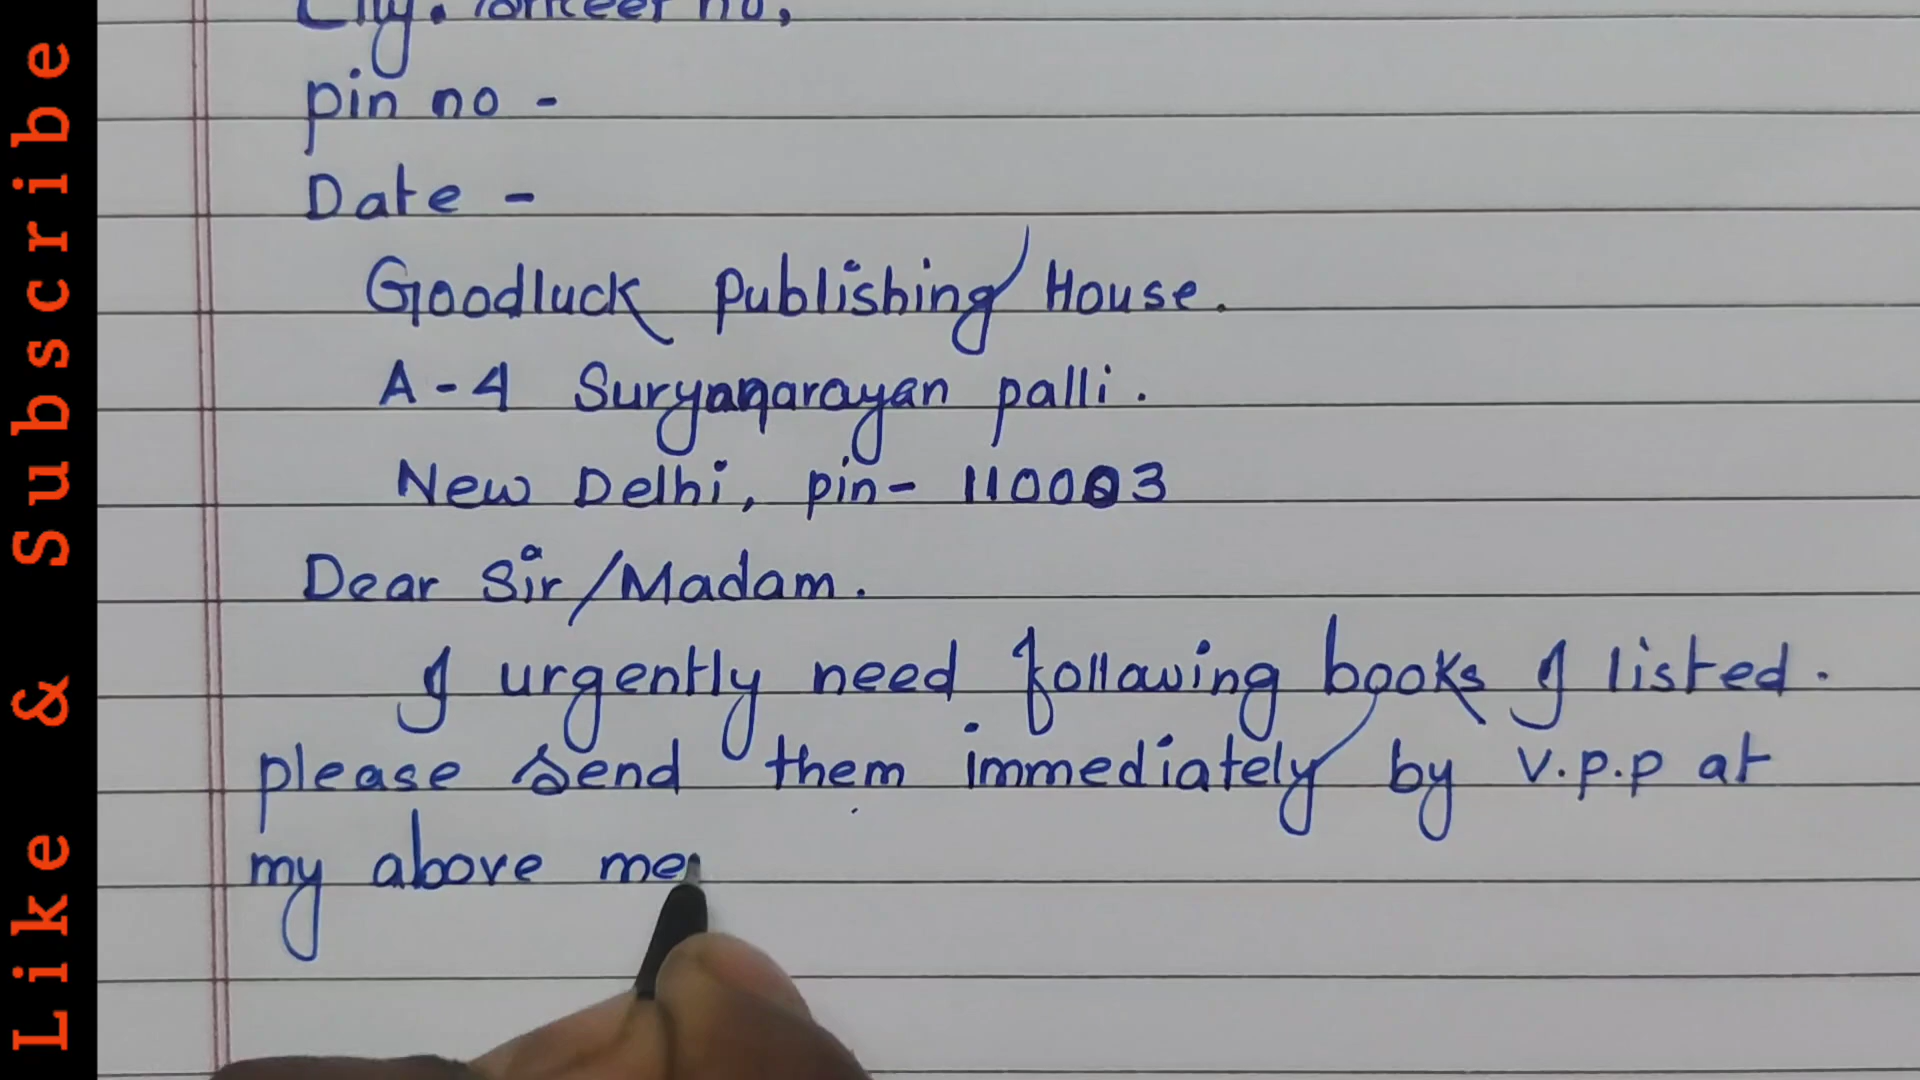 Like & Subscribe
City.
pin no -
Date -
Goodluck publishing House.
A-4 Suryanarayan palli.
New Delhi, pin- 110003
Dear Sir/Madam.
I urgently need following books I listed.
please send them immediately by v.p.p at
my above me